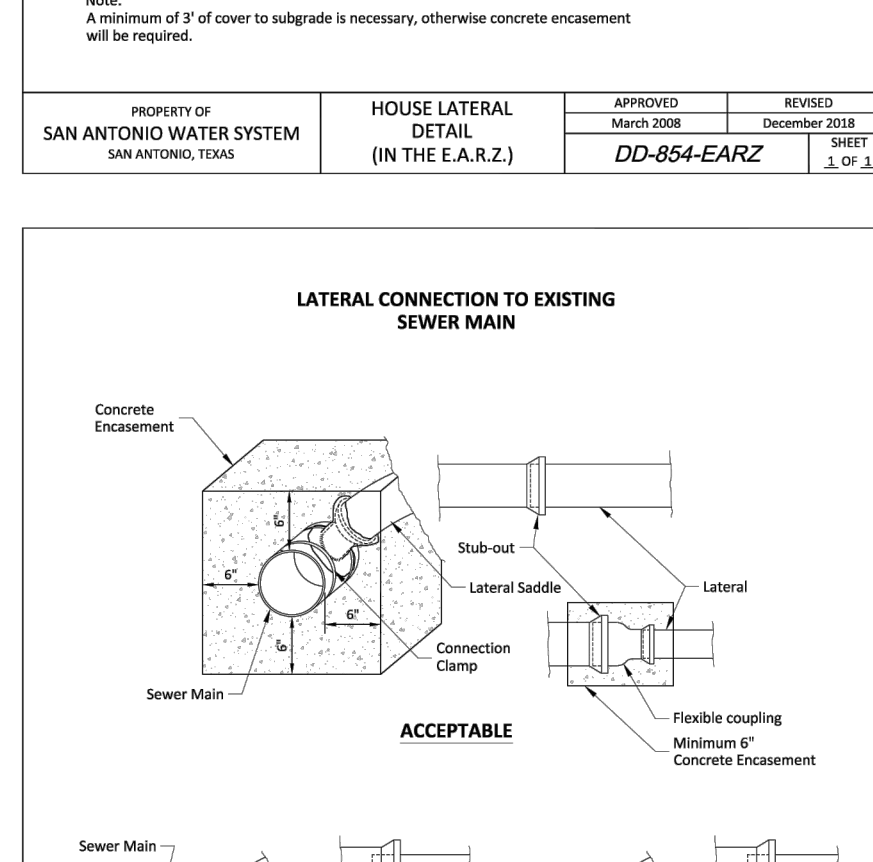 Note:
A minimum of 3' of cover to subgrade is necessary, otherwise concrete encasement
will be required.
PROPERTY OF
SAN ANTONIO WATER SYSTEM
SAN ANTONIO, TEXAS
HOUSE LATERAL
DETAIL
(IN THE E.A.R.Z.)
APPROVED
March 2008
REVISED
December 2018
DD-854-EARZ
SHEET
1 OF 1
LATERAL CONNECTION TO EXISTING
SEWER MAIN
Concrete
Encasement
6"
6"
6"
6"
Stub-out
Lateral Saddle
Lateral
Connection
Clamp
Sewer Main
Flexible coupling
Minimum 6"
Concrete Encasement
ACCEPTABLE
Sewer Main